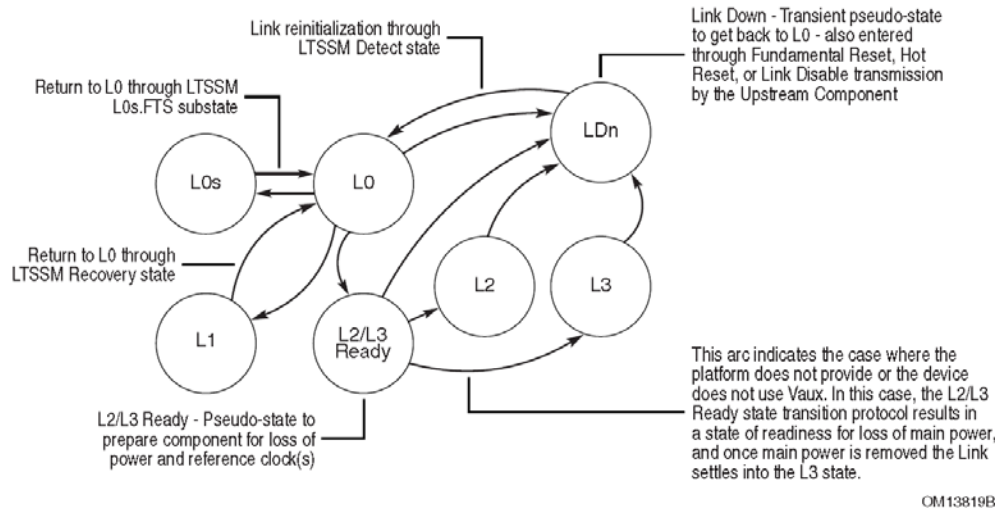 Link reinitialization through
LTSSM Detect state
Link Down - Transient pseudo-state
to get back to L0 - also entered
through Fundamental Reset, Hot
Reset, or Link Disable transmission
by the Upstream Component
Return to L0 through LTSSM
L0s.FTS substate
LDn
L0s
L0
Return to L0 through
LTSSM Recovery state
L2
L3
L1
L2/L3
Ready
This arc indicates the case where the
platform does not provide or the device
does not use Vaux. In this case, the L2/L3
Ready state transition protocol results in
a state of readiness for loss of main power,
and once main power is removed the Link
settles into the L3 state.
L2/L3 Ready - Pseudo-state to
prepare component for loss of
power and reference clock(s)
OM13819B